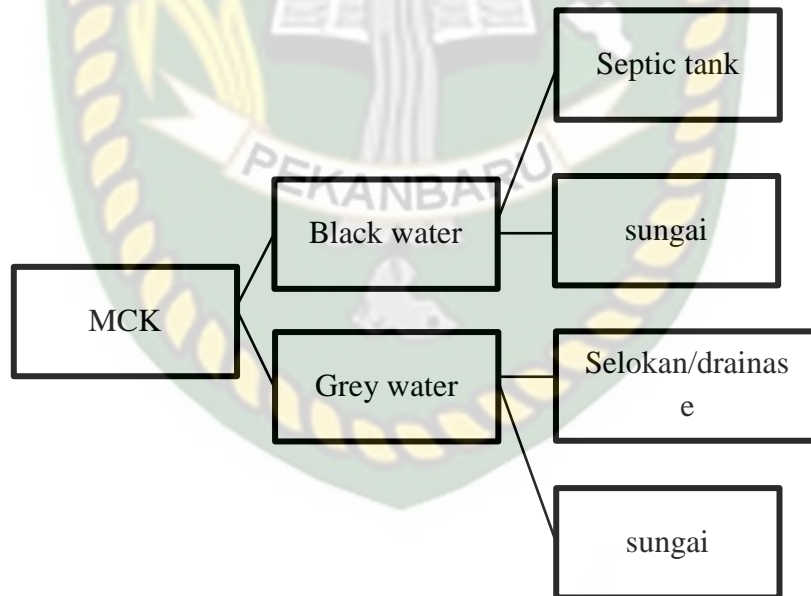 Septic tank
PEKANBARU
Black water
sungai
MCK
Grey water
Selokan/drainas
e
sungai